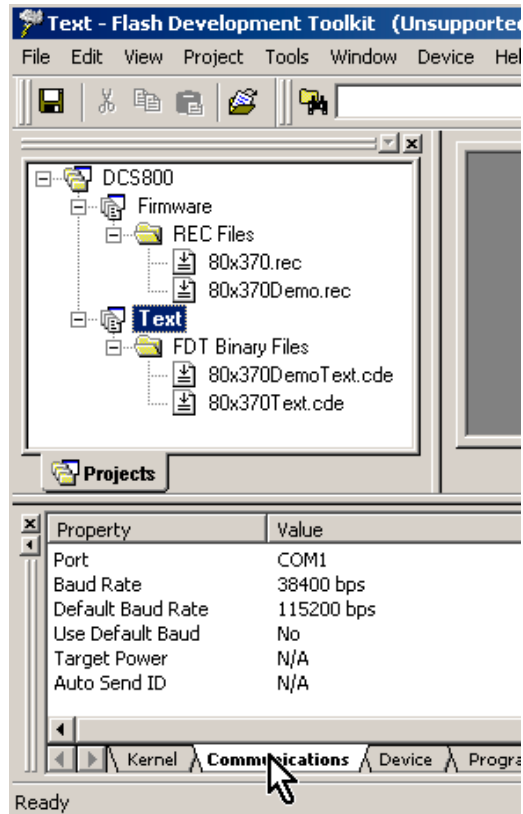 Text - Flash Development Toolkit (Unsupported
File Edit View Project Tools Window Device Hel
DCS800
Firmware
REC Files
80x370.rec
80x370Demo.rec
Text
FDT Binary Files
80x370DemoText.cde
80x370Text.cde
Projects
Property Value
Port COM1
Baud Rate 38400 bps
Default Baud Rate 115200 bps
Use Default Baud No
Target Power N/A
Auto Send ID N/A
Kernel Communications Device Progra
Ready